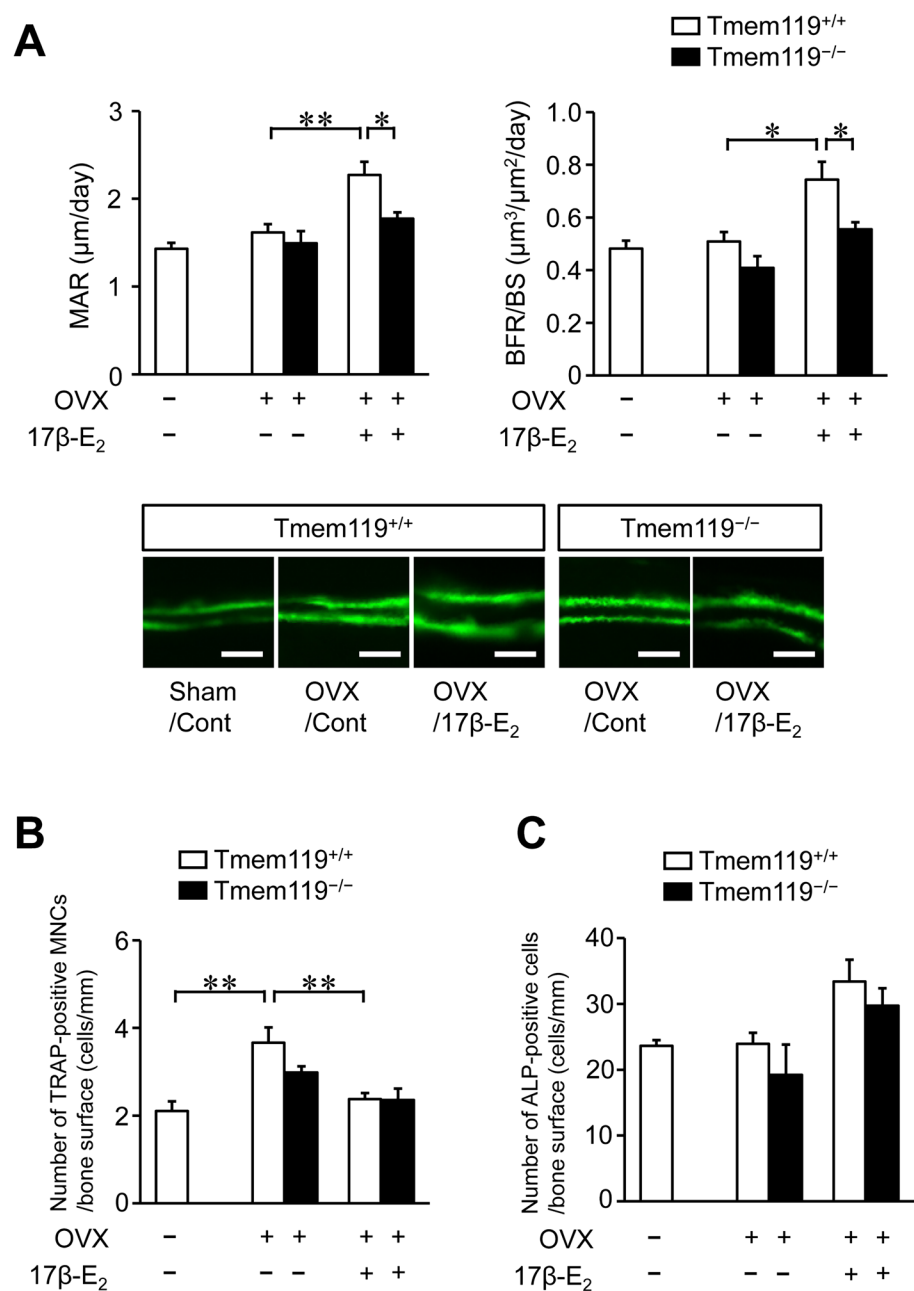 A
Tmem119+/+
Tmem119−/−
MAR (µm/day)
3
2
1
0
** *
OVX − + + + +
17β-E2 − − − + +
BFR/BS (µm3/µm2/day)
1.0
0.8
0.6
0.4
0.2
0
* *
OVX − + + + +
17β-E2 − − − + +
Tmem119+/+ Tmem119−/−
Sham OVX OVX OVX OVX
/Cont /Cont /17β-E2 /Cont /17β-E2
B
Tmem119+/+
Tmem119−/−
Number of TRAP-positive MNCs
/bone surface (cells/mm)
6
4
2
0
** **
OVX − + + + +
17β-E2 − − − + +
C
Tmem119+/+
Tmem119−/−
Number of ALP-positive cells
/bone surface (cells/mm)
40
30
20
10
0
OVX − + + + +
17β-E2 − − − + +